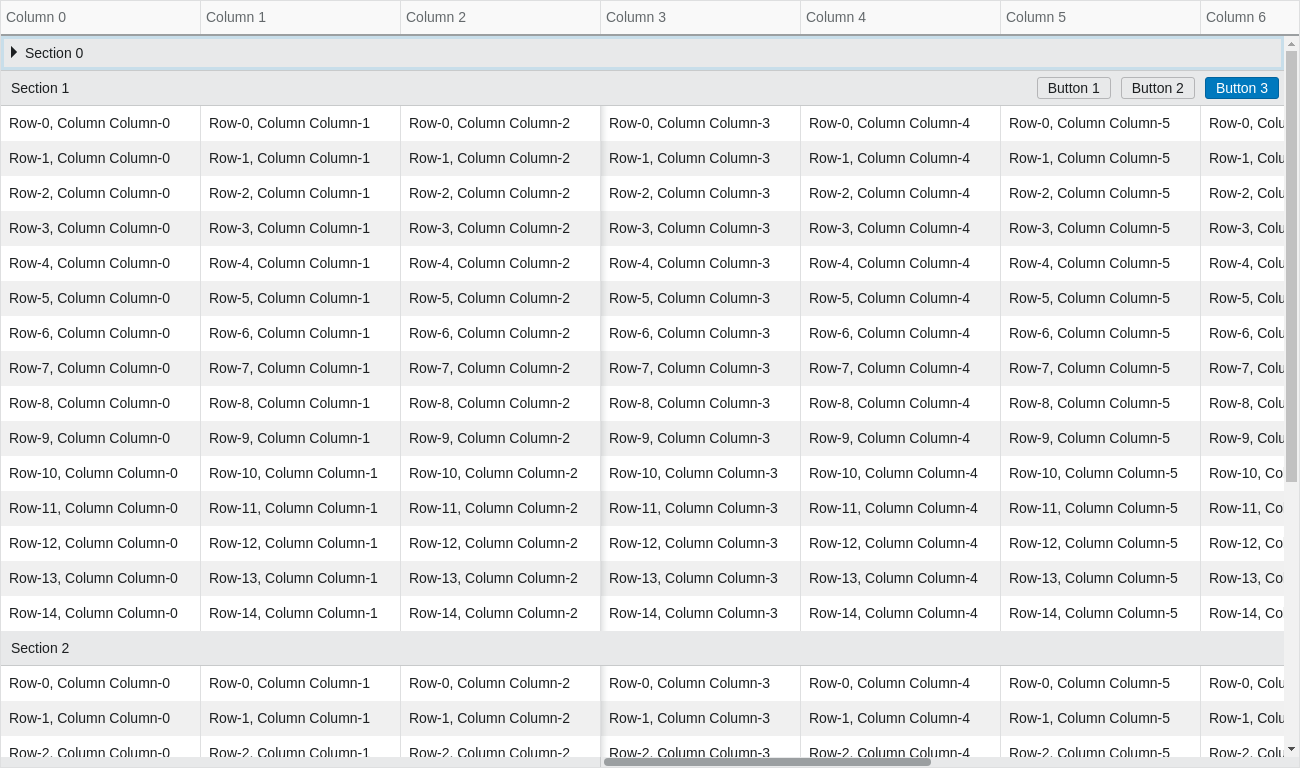 Column 0 Column 1 Column 2 Column 3 Column 4 Column 5 Column 6
Section 0
Section 1 Button 1 Button 2 Button 3
Row-0, Column Column-0 Row-0, Column Column-1 Row-0, Column Column-2 Row-0, Column Column-3 Row-0, Column Column-4 Row-0, Column Column-5 Row-0, Colu
Row-1, Column Column-0 Row-1, Column Column-1 Row-1, Column Column-2 Row-1, Column Column-3 Row-1, Column Column-4 Row-1, Column Column-5 Row-1, Colu
Row-2, Column Column-0 Row-2, Column Column-1 Row-2, Column Column-2 Row-2, Column Column-3 Row-2, Column Column-4 Row-2, Column Column-5 Row-2, Colu
Row-3, Column Column-0 Row-3, Column Column-1 Row-3, Column Column-2 Row-3, Column Column-3 Row-3, Column Column-4 Row-3, Column Column-5 Row-3, Colu
Row-4, Column Column-0 Row-4, Column Column-1 Row-4, Column Column-2 Row-4, Column Column-3 Row-4, Column Column-4 Row-4, Column Column-5 Row-4, Colu
Row-5, Column Column-0 Row-5, Column Column-1 Row-5, Column Column-2 Row-5, Column Column-3 Row-5, Column Column-4 Row-5, Column Column-5 Row-5, Colu
Row-6, Column Column-0 Row-6, Column Column-1 Row-6, Column Column-2 Row-6, Column Column-3 Row-6, Column Column-4 Row-6, Column Column-5 Row-6, Colu
Row-7, Column Column-0 Row-7, Column Column-1 Row-7, Column Column-2 Row-7, Column Column-3 Row-7, Column Column-4 Row-7, Column Column-5 Row-7, Colu
Row-8, Column Column-0 Row-8, Column Column-1 Row-8, Column Column-2 Row-8, Column Column-3 Row-8, Column Column-4 Row-8, Column Column-5 Row-8, Colu
Row-9, Column Column-0 Row-9, Column Column-1 Row-9, Column Column-2 Row-9, Column Column-3 Row-9, Column Column-4 Row-9, Column Column-5 Row-9, Colu
Row-10, Column Column-0 Row-10, Column Column-1 Row-10, Column Column-2 Row-10, Column Column-3 Row-10, Column Column-4 Row-10, Column Column-5 Row-10, Co
Row-11, Column Column-0 Row-11, Column Column-1 Row-11, Column Column-2 Row-11, Column Column-3 Row-11, Column Column-4 Row-11, Column Column-5 Row-11, Co
Row-12, Column Column-0 Row-12, Column Column-1 Row-12, Column Column-2 Row-12, Column Column-3 Row-12, Column Column-4 Row-12, Column Column-5 Row-12, Co
Row-13, Column Column-0 Row-13, Column Column-1 Row-13, Column Column-2 Row-13, Column Column-3 Row-13, Column Column-4 Row-13, Column Column-5 Row-13, Co
Row-14, Column Column-0 Row-14, Column Column-1 Row-14, Column Column-2 Row-14, Column Column-3 Row-14, Column Column-4 Row-14, Column Column-5 Row-14, Co
Section 2
Row-0, Column Column-0 Row-0, Column Column-1 Row-0, Column Column-2 Row-0, Column Column-3 Row-0, Column Column-4 Row-0, Column Column-5 Row-0, Colu
Row-1, Column Column-0 Row-1, Column Column-1 Row-1, Column Column-2 Row-1, Column Column-3 Row-1, Column Column-4 Row-1, Column Column-5 Row-1, Colu
Row-2, Column Column-0 Row-2, Column Column-1 Row-2, Column Column-2 Row-2, Column Column-3 Row-2, Column Column-4 Row-2, Column Column-5 Row-2, Colu